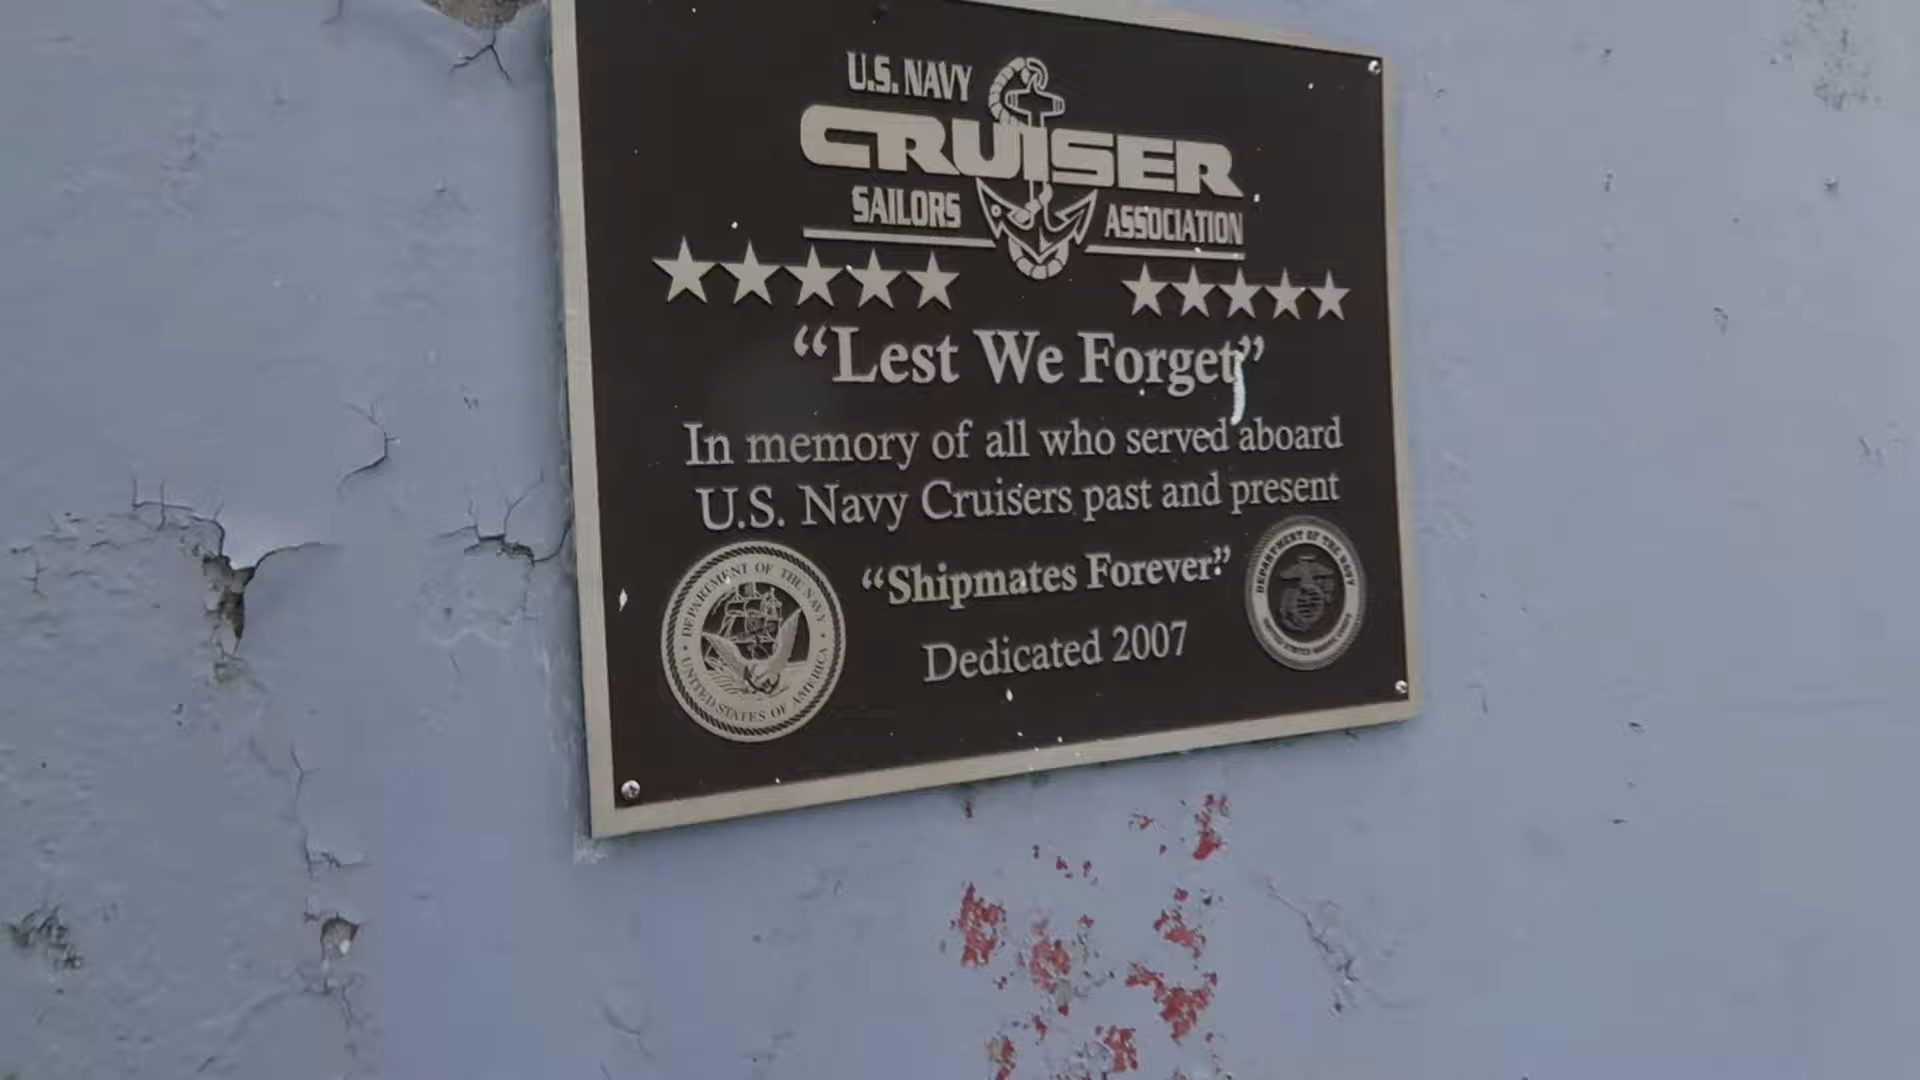 U.S. NAVY
CRUISER
SAILORS ASSOCIATION
“Lest We Forget”
In memory of all who served aboard
U.S. Navy Cruisers past and present
“Shipmates Forever.”
Dedicated 2007
DEPARTMENT OF THE NAVY
UNITED STATES OF AMERICA
DEPARTMENT OF THE NAVY